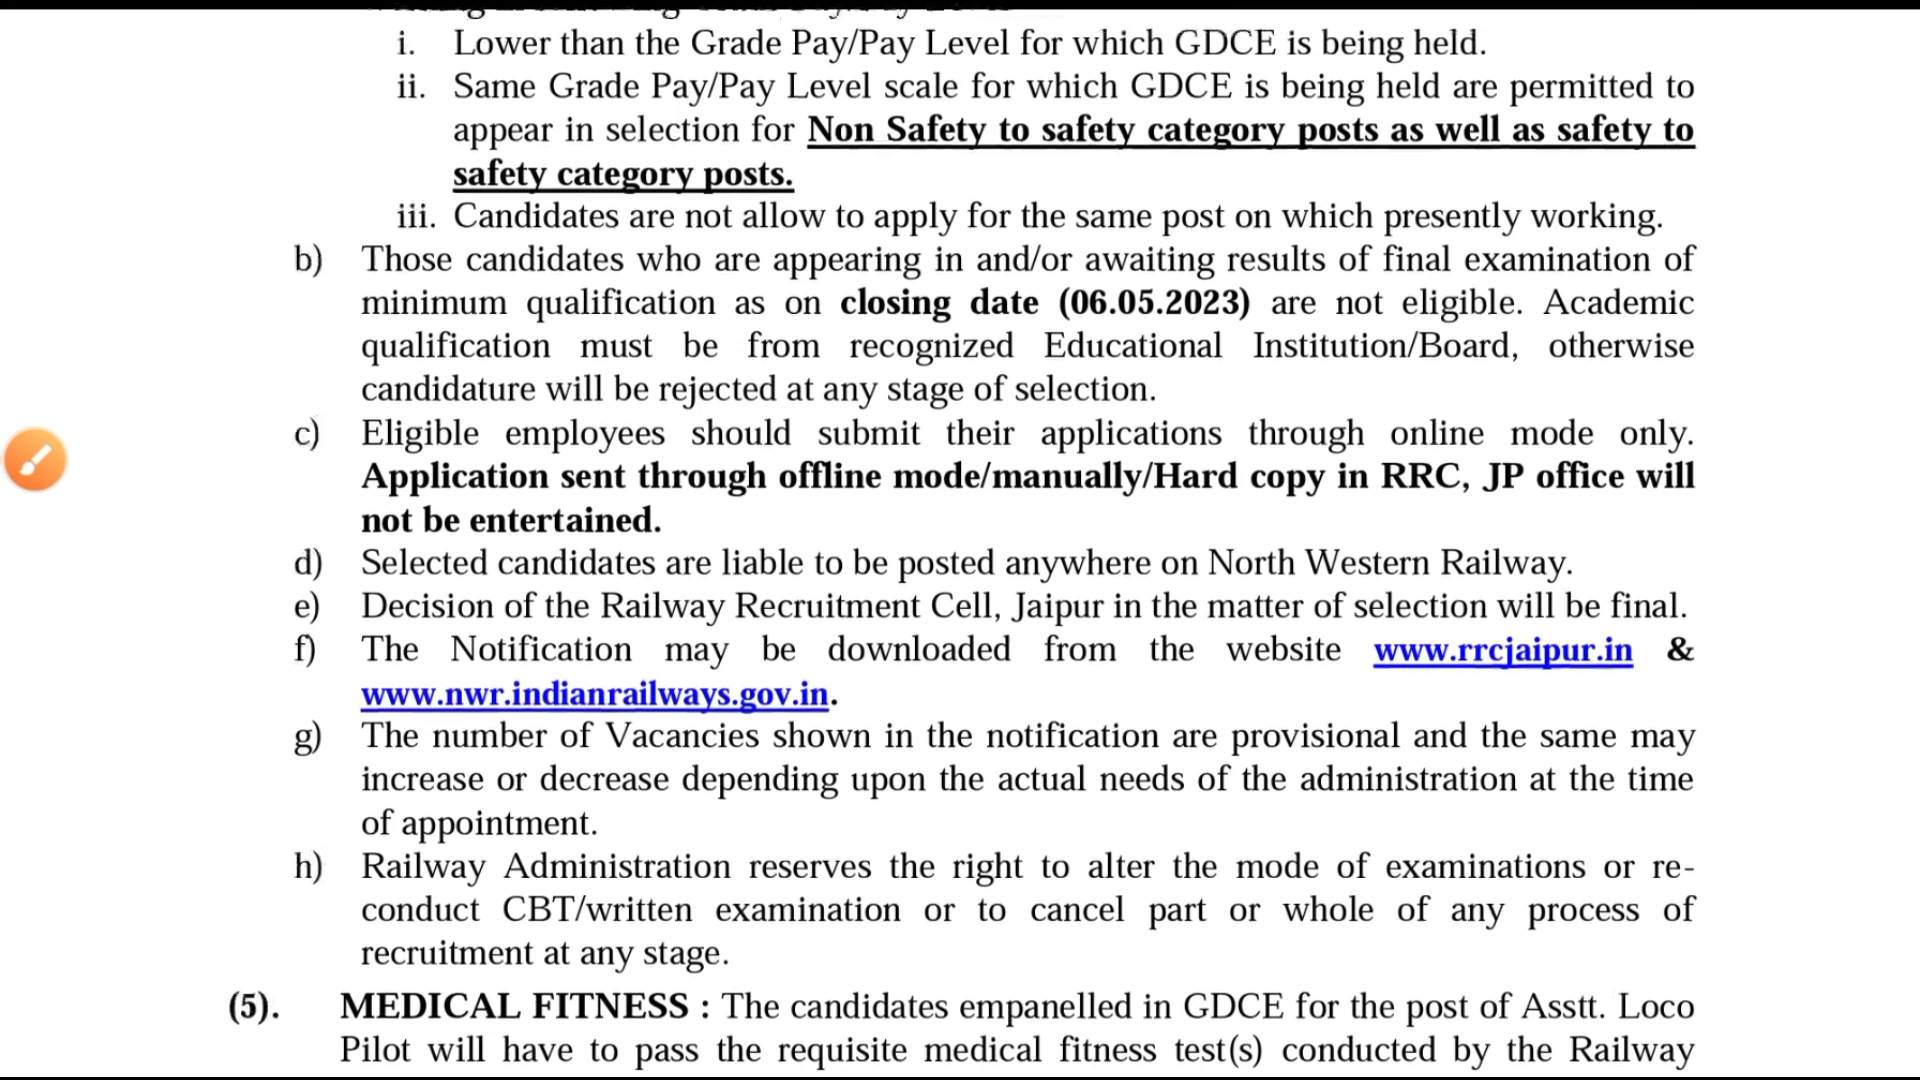 i. Lower than the Grade Pay/Pay Level for which GDCE is being held.
ii. Same Grade Pay/Pay Level scale for which GDCE is being held are permitted to
appear in selection for Non Safety to safety category posts as well as safety to
safety category posts.
iii. Candidates are not allow to apply for the same post on which presently working.
b) Those candidates who are appearing in and/or awaiting results of final examination of
minimum qualification as on closing date (06.05.2023) are not eligible. Academic
qualification must be from recognized Educational Institution/Board, otherwise
candidature will be rejected at any stage of selection.
c) Eligible employees should submit their applications through online mode only.
Application sent through offline mode/manually/Hard copy in RRC, JP office will
not be entertained.
d) Selected candidates are liable to be posted anywhere on North Western Railway.
e) Decision of the Railway Recruitment Cell, Jaipur in the matter of selection will be final.
f) The Notification may be downloaded from the website www.rrcjaipur.in &
www.nwr.indianrailways.gov.in.
g) The number of Vacancies shown in the notification are provisional and the same may
increase or decrease depending upon the actual needs of the administration at the time
of appointment.
h) Railway Administration reserves the right to alter the mode of examinations or re-
conduct CBT/written examination or to cancel part or whole of any process of
recruitment at any stage.
(5). MEDICAL FITNESS : The candidates empanelled in GDCE for the post of Asstt. Loco
Pilot will have to pass the requisite medical fitness test(s) conducted by the Railway